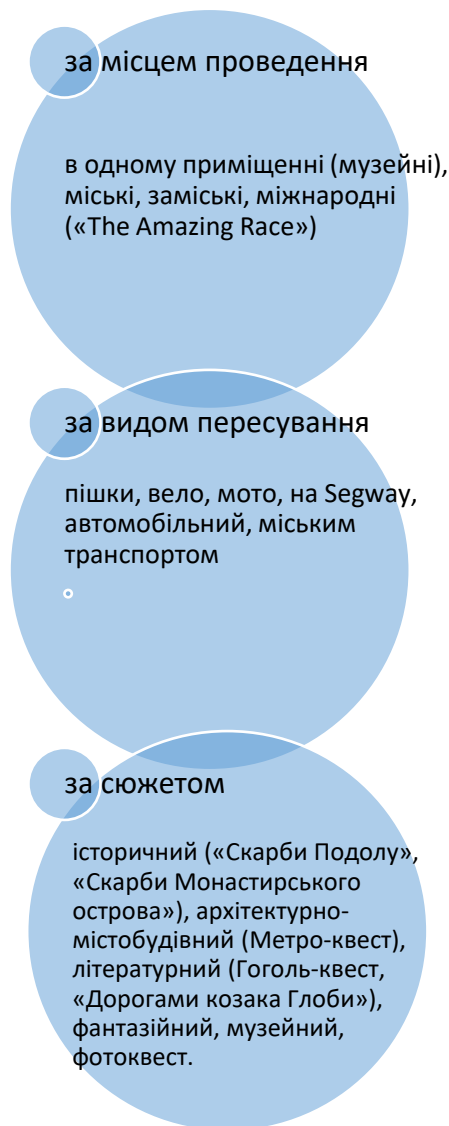 за місцем проведення
в одному приміщенні (музейні),
міські, заміські, міжнародні
(«The Amazing Race»)
за видом пересування
пішки, вело, мото, на Segway,
автомобільний, міським
транспортом
за сюжетом
історичний («Скарби Подолу»,
«Скарби Монастирського
острова»), архітектурно-
містобудівний (Метро-квест),
літературний (Гоголь-квест,
«Дорогами козака Глоби»),
фантазійний, музейний,
фотоквест.